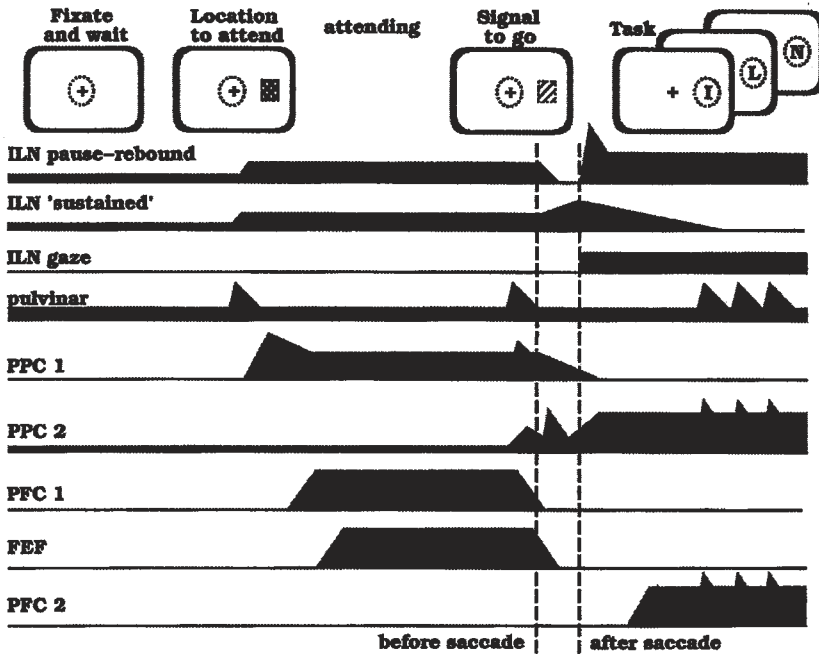 Fixate
and wait
Location
to attend
attending
Signal
to go
Task
+
+
+
+ I
L
N
ILN pause-rebound
ILN 'sustained'
ILN gaze
pulvinar
PPC 1
PPC 2
PFC 1
FEF
PFC 2
before saccade
after saccade